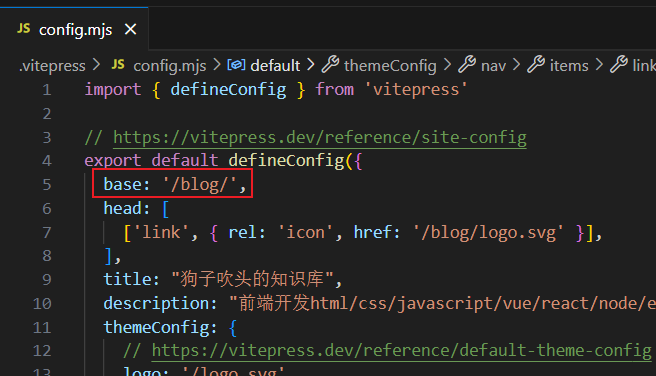 JS config.mjs ×
.vitepress > JS config.mjs > default > themeConfig > nav > items > link
1 import { defineConfig } from 'vitepress'
2
3 // https://vitepress.dev/reference/site-config
4 export default defineConfig({
5 base: '/blog/',
6 head: [
7 ['link', { rel: 'icon', href: '/blog/logo.svg' }],
8 ],
9 title: "狗子吹头的知识库",
10 description: "前端开发html/css/javascript/vue/react/node/e
11 themeConfig: {
12 // https://vitepress.dev/reference/default-theme-config
13 logo: '/logo.svg'